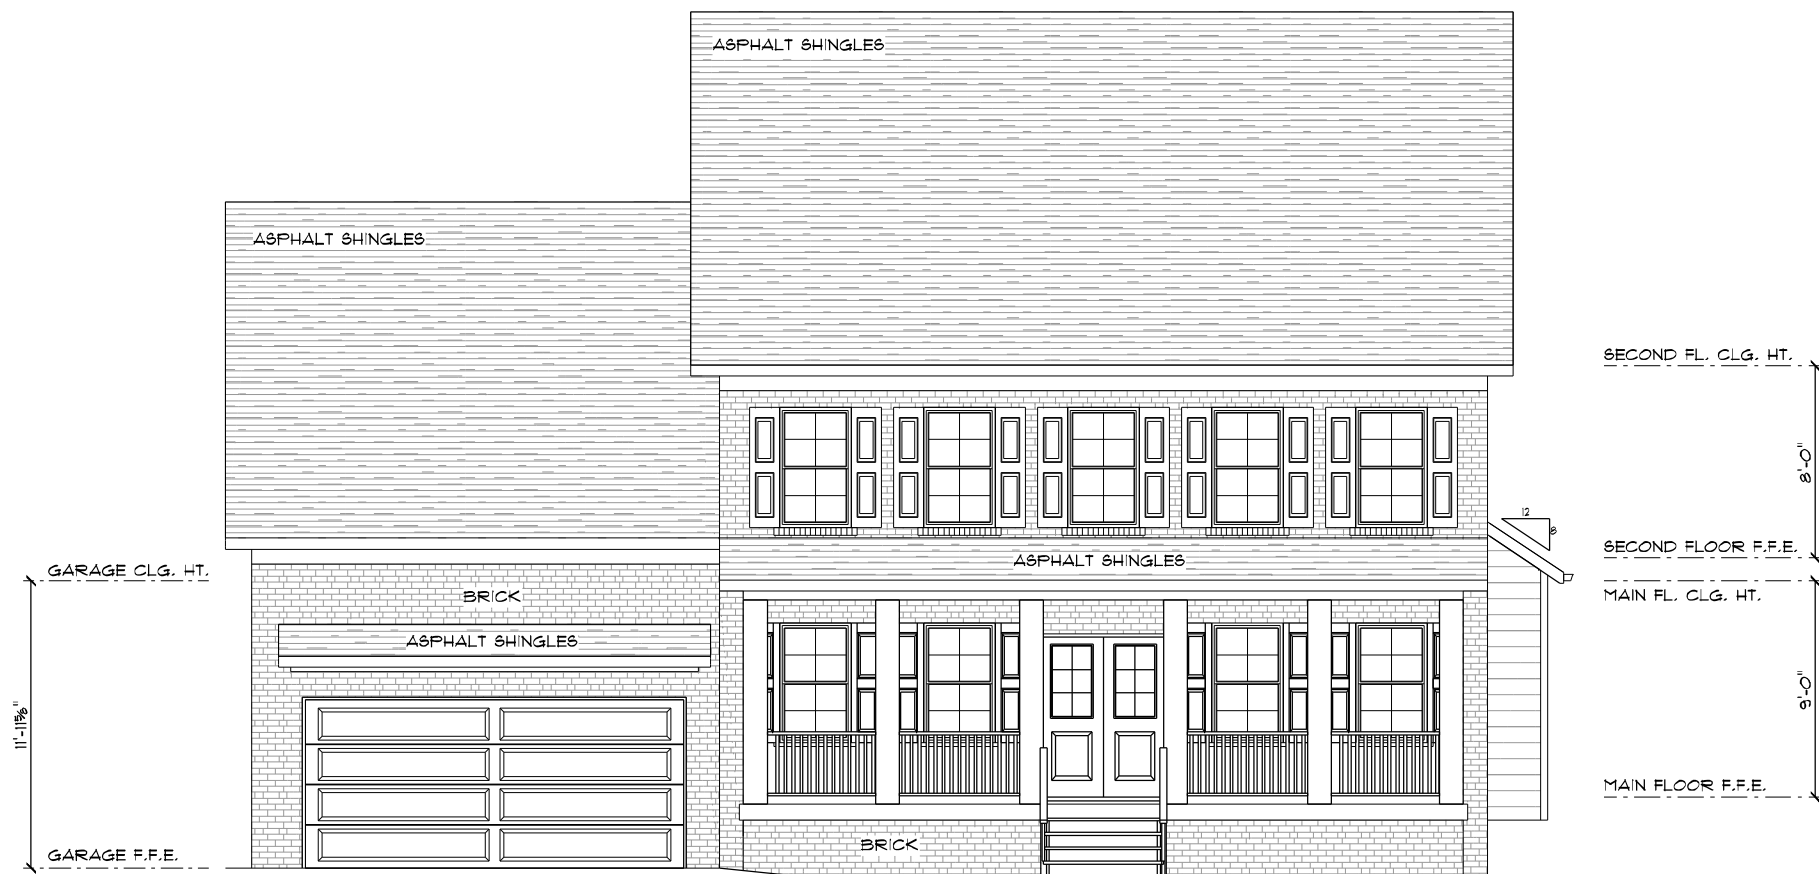 ASPHALT SHINGLES
ASPHALT SHINGLES
SECOND FL. CLG. HT.
8'-0"
12
8
SECOND FLOOR F.F.E.
ASPHALT SHINGLES
GARAGE CLG. HT.
BRICK
MAIN FL. CLG. HT.
ASPHALT SHINGLES
9'-0"
11'-11⅝"
MAIN FLOOR F.F.E.
BRICK
GARAGE F.F.E.